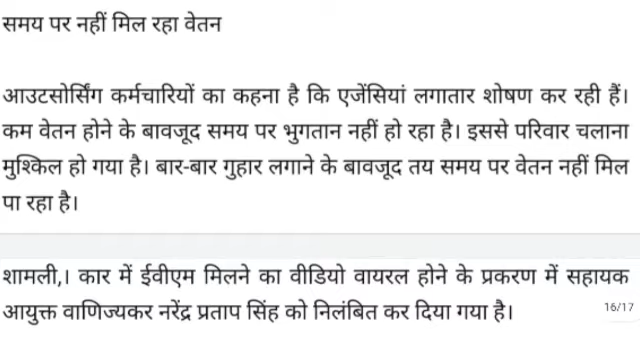 समय पर नहीं मिल रहा वेतन
आउटसोर्सिंग कर्मचारियों का कहना है कि एजेंसियां लगातार शोषण कर रही हैं।
कम वेतन होने के बावजूद समय पर भुगतान नहीं हो रहा है। इससे परिवार चलाना
मुश्किल हो गया है। बार-बार गुहार लगाने के बावजूद तय समय पर वेतन नहीं मिल
पा रहा है।
शामली,। कार में ईवीएम मिलने का वीडियो वायरल होने के प्रकरण में सहायक
आयुक्त वाणिज्यकर नरेंद्र प्रताप सिंह को निलंबित कर दिया गया है।
16/17